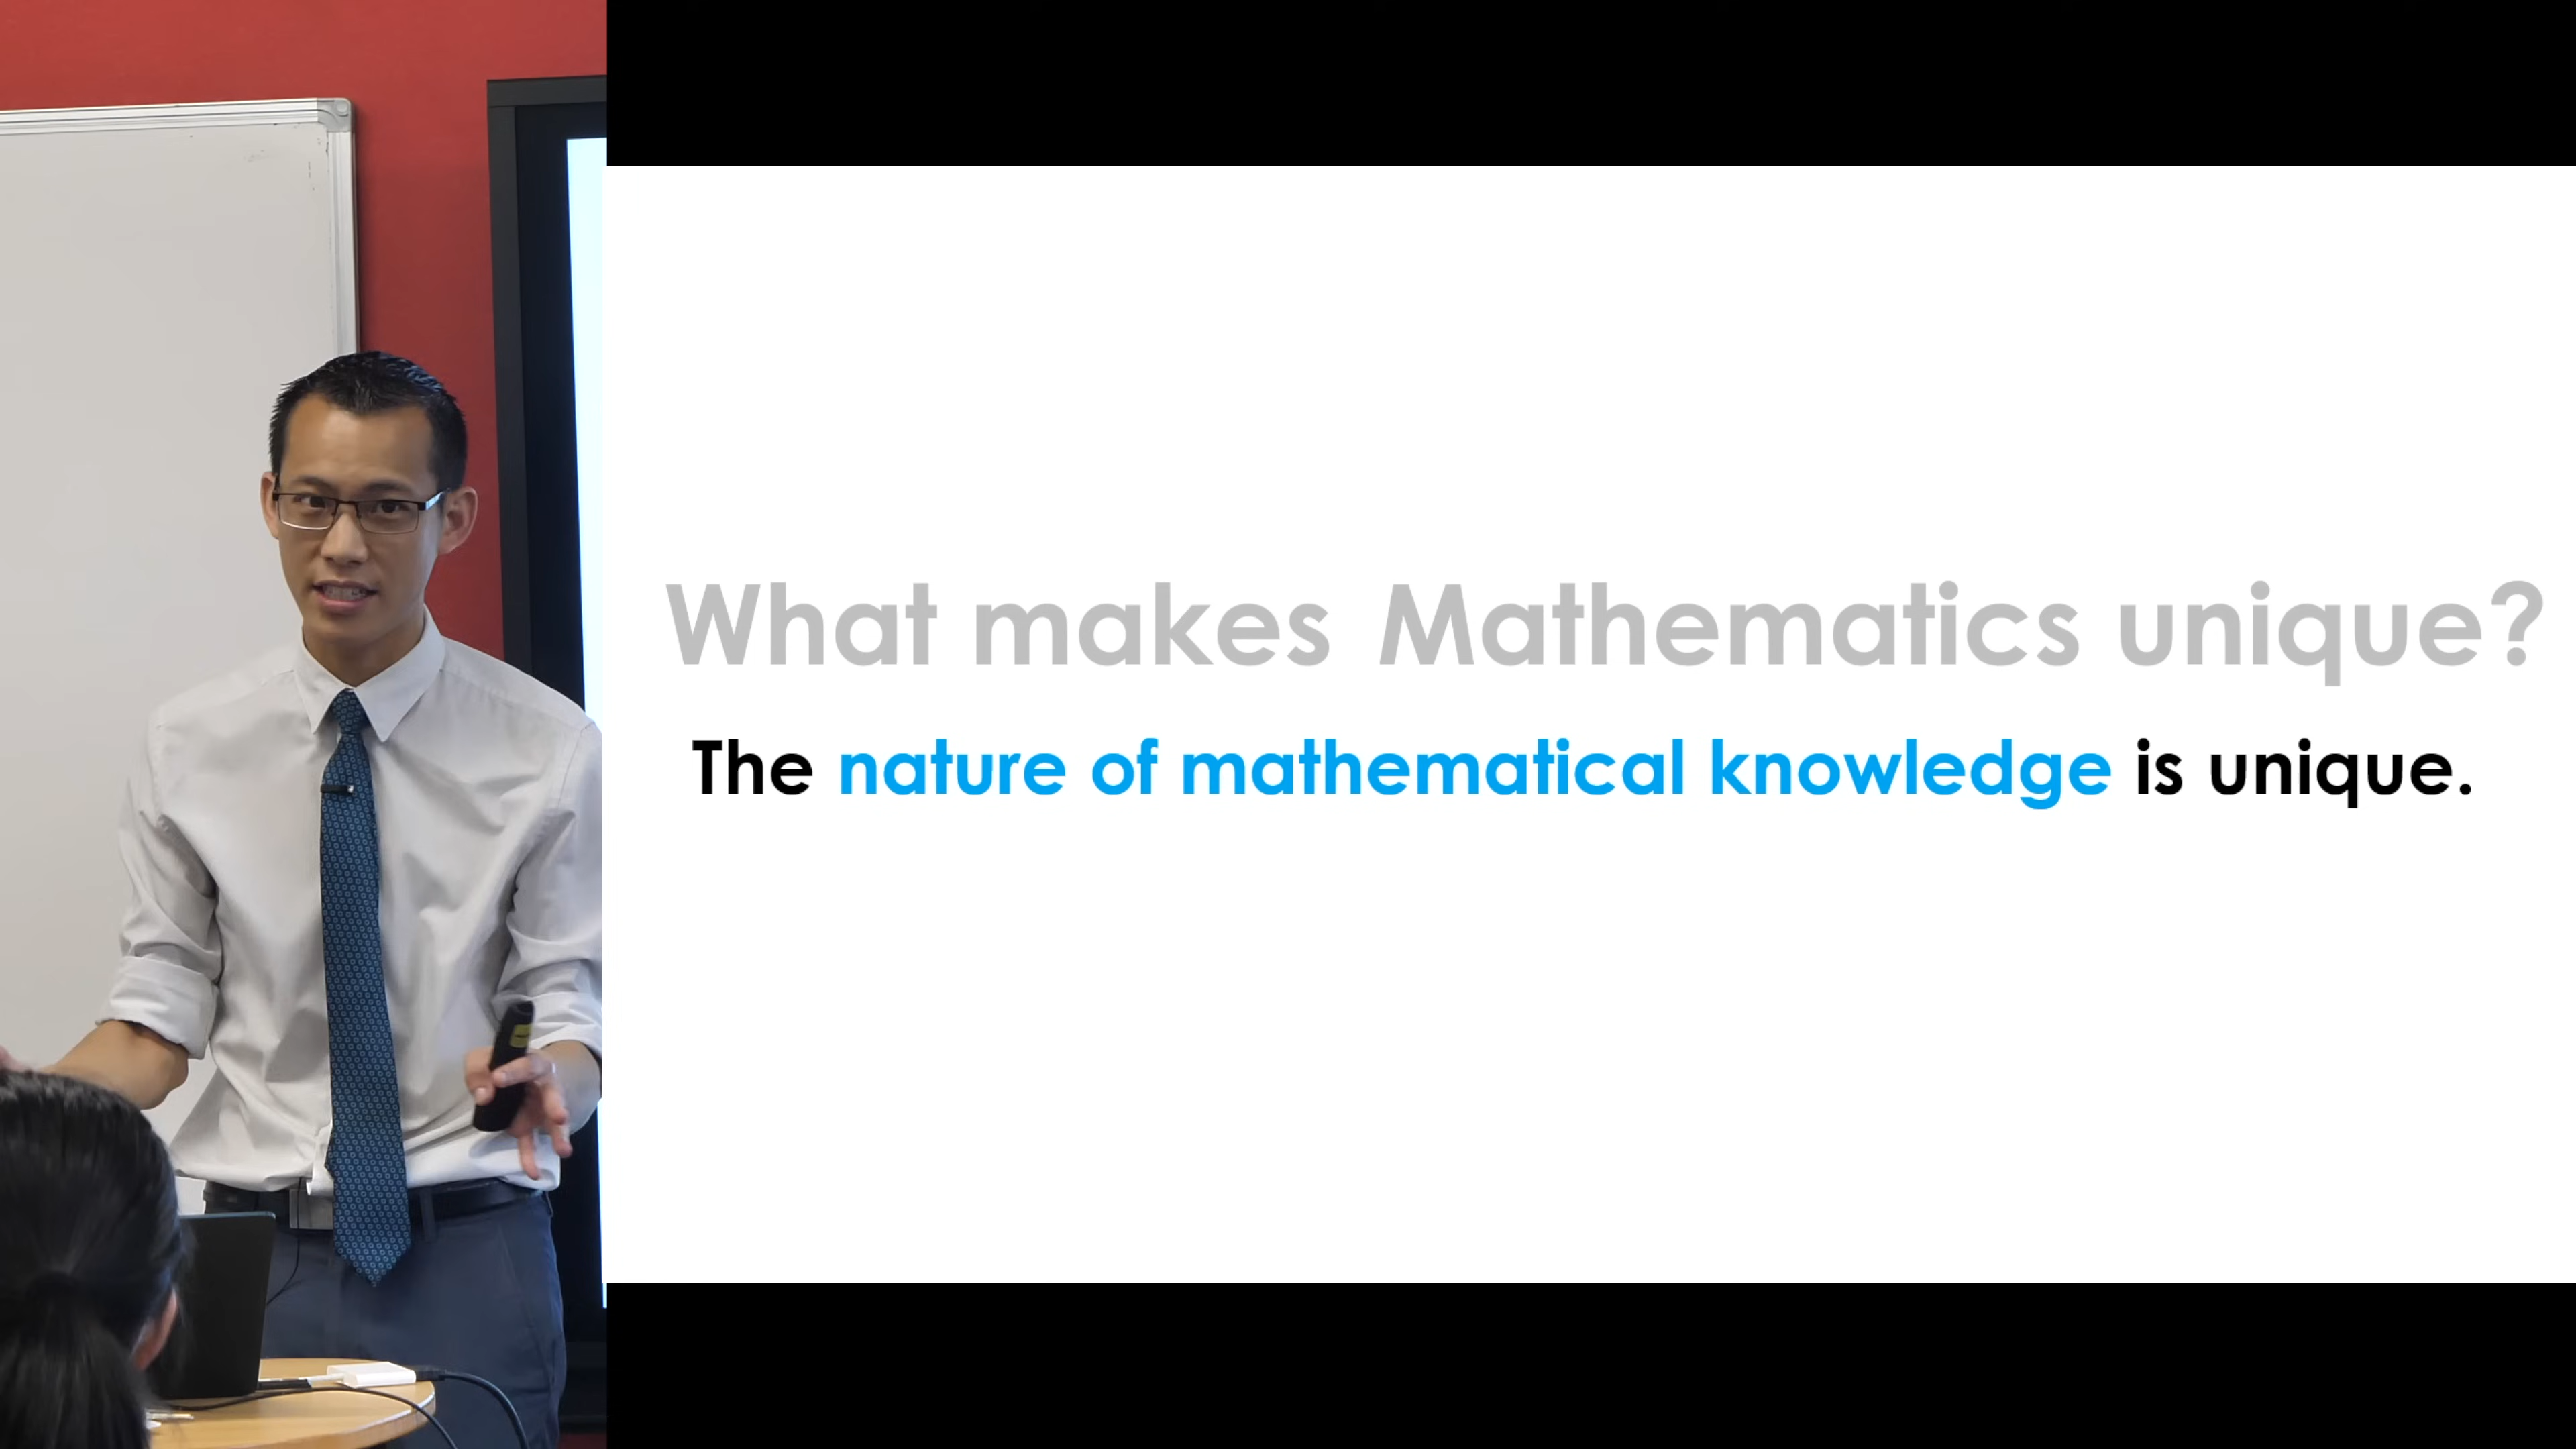 What makes Mathematics unique?
The nature of mathematical knowledge is unique.